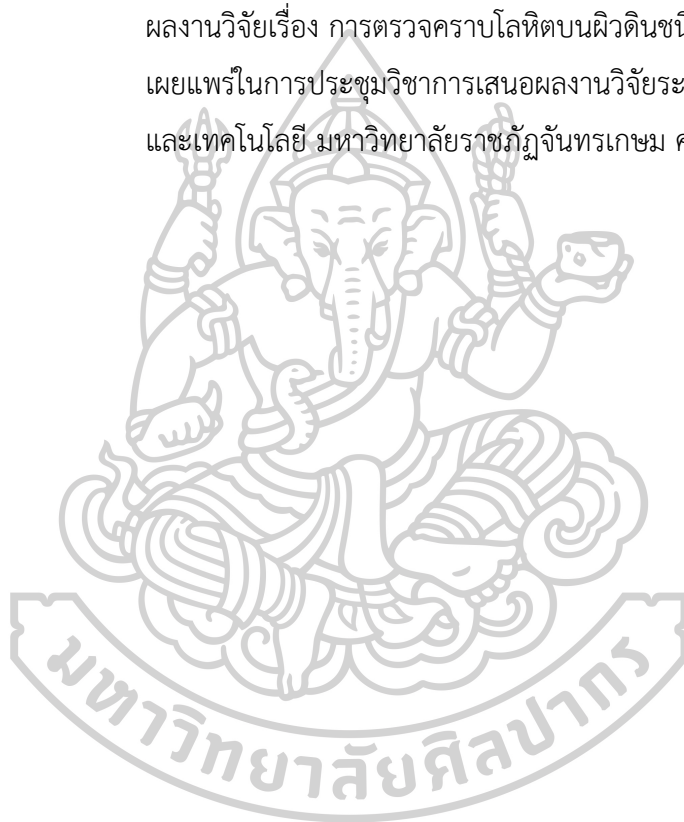 ผลงานวิจัยเรื่อง การตรวจคราบโลหิตบนผิวดินชนิ
เผยแพร่ในการประชุมวิชาการเสนอผลงานวิจัยระ
และเทคโนโลยี มหาวิทยาลัยราชภัฏจันทรเกษม ค
มหาวิทยาลัยศิลปากร